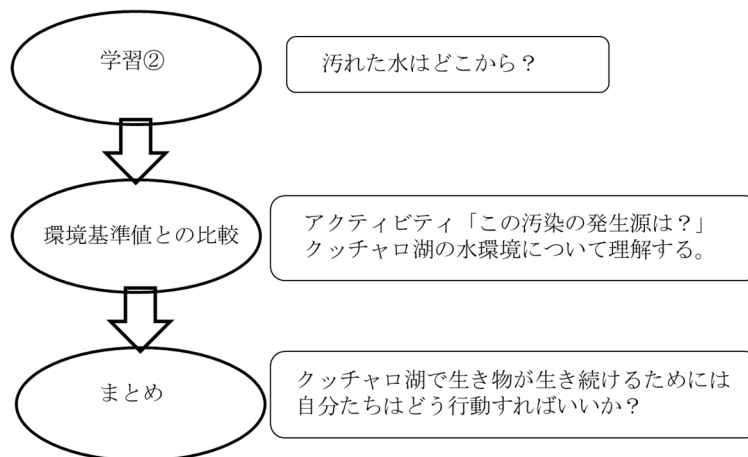 学習②
汚れた水はどこから？
環境基準値との比較
アクティビティ「この汚染の発生源は？」
クッチャロ湖の水環境について理解する。
まとめ
クッチャロ湖で生き物が生き続けるためには
自分たちはどう行動すればいいか？